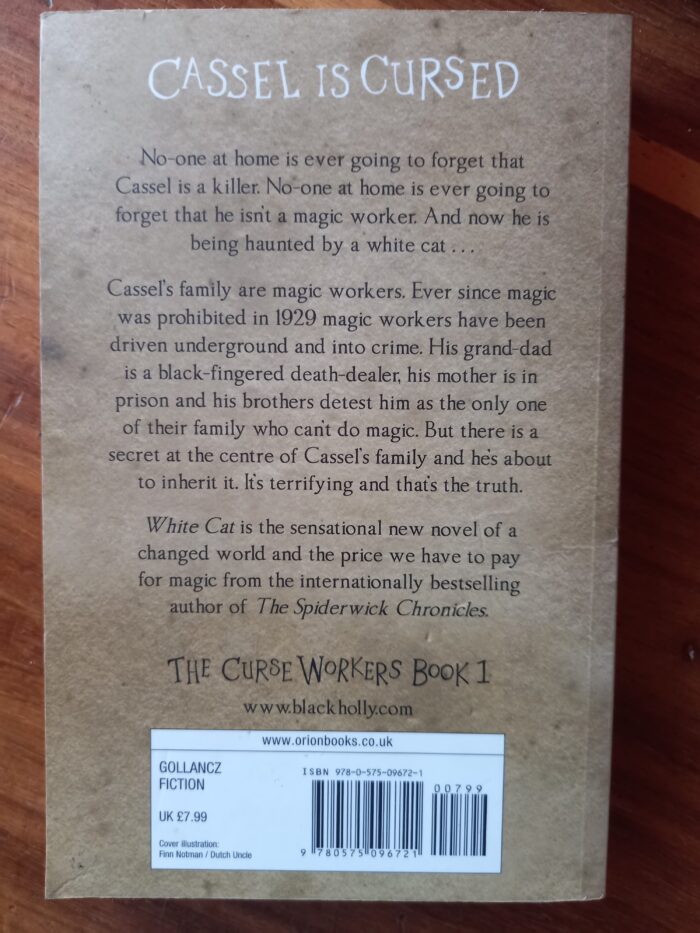 CASSEL IS CURSED
No-one at home is ever going to forget that
Cassel is a killer. No-one at home is ever going to
forget that he isn't a magic worker. And now he is
being haunted by a white cat . . .
Cassel's family are magic workers. Ever since magic
was prohibited in 1929 magic workers have been
driven underground and into crime. His grand-dad
is a black-fingered death-dealer, his mother is in
prison and his brothers detest him as the only one
of their family who can't do magic. But there is a
secret at the centre of Cassel's family and he's about
to inherit it. It's terrifying and that's the truth.
White Cat is the sensational new novel of a
changed world and the price we have to pay
for magic from the internationally bestselling
author of The Spiderwick Chronicles.
THE CURSE WORKERS BOOK 1
www.blackholly.com
www.orionbooks.co.uk
GOLLANCZ
FICTION
UK £7.99
Cover illustration:
Finn Notman / Dutch Uncle
ISBN 978-0-575-09672-1
00799
9 780575 096721